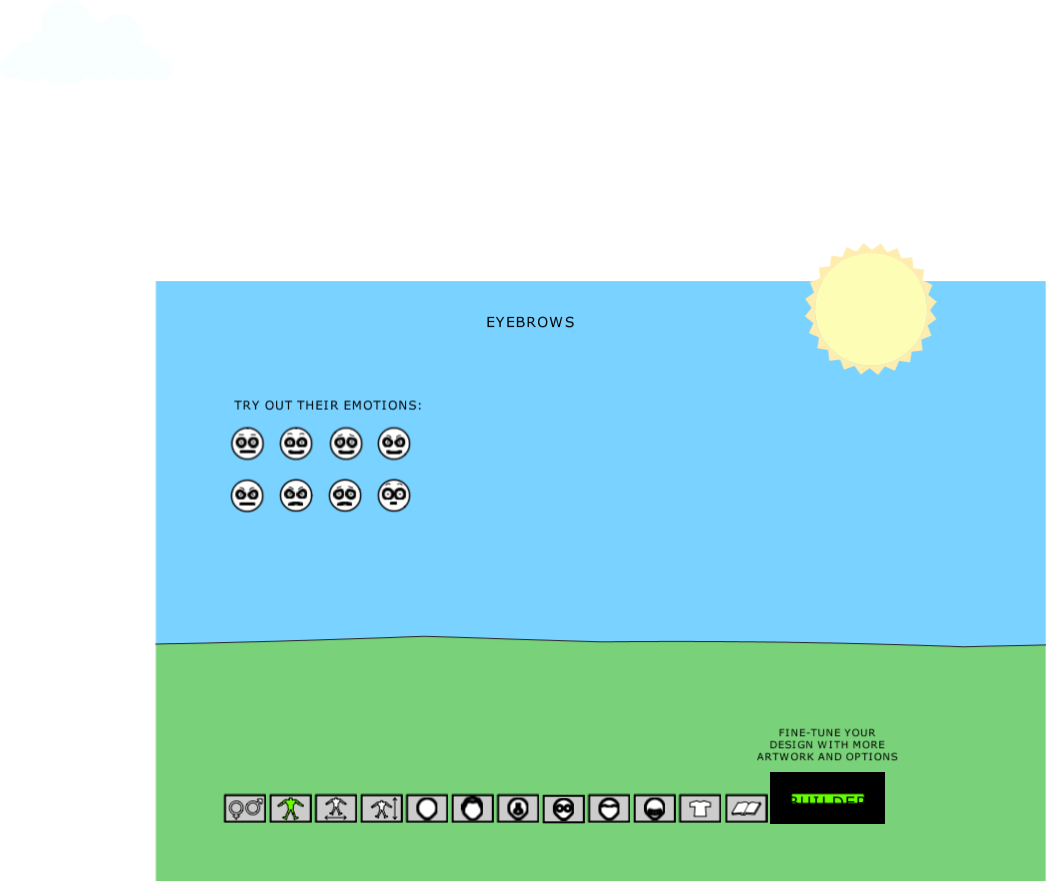 EYEBROWS
TRY OUT THEIR EMOTIONS:
FINE-TUNE YOUR
DESIGN WITH MORE
ARTWORK AND OPTIONS
BUILDER